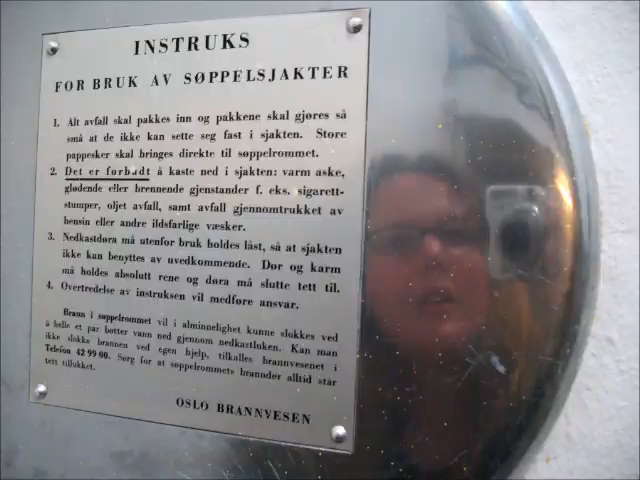 INSTRUKS
FOR BRUK AV SØPPELSJAKTER
1. Alt avfall skal pakkes inn og pakkene skal gjøres så
små at de ikke kan sette seg fast i sjakten. Store
pappesker skal bringes direkte til søppelrommet.
2. Det er forbudt å kaste ned i sjakten: varm aske,
glødende eller brennende gjenstander f. eks. sigarett-
stumper, oljet avfall, samt avfall gjennomtrukket av
bensin eller andre ildsfarlige væsker.
3. Nedkastdøra må utenfor bruk holdes låst, så at sjakten
ikke kan benyttes av uvedkommende. Dør og karm
må holdes absolutt rene og døra må slutte tett til.
4. Overtredelse av instruksen vil medføre ansvar.
Brann i søppelrommet vil i alminnelighet kunne slokkes ved
å helle et par bøtter vann ned gjennom nedkastluken. Kan man
ikke slokke brannen ved egen hjelp, tilkalles brannvesenet i
Telefon 42 99 00. Sørg for at søppelrommets branndør alltid står
tett tillukket.
OSLO BRANNVESEN